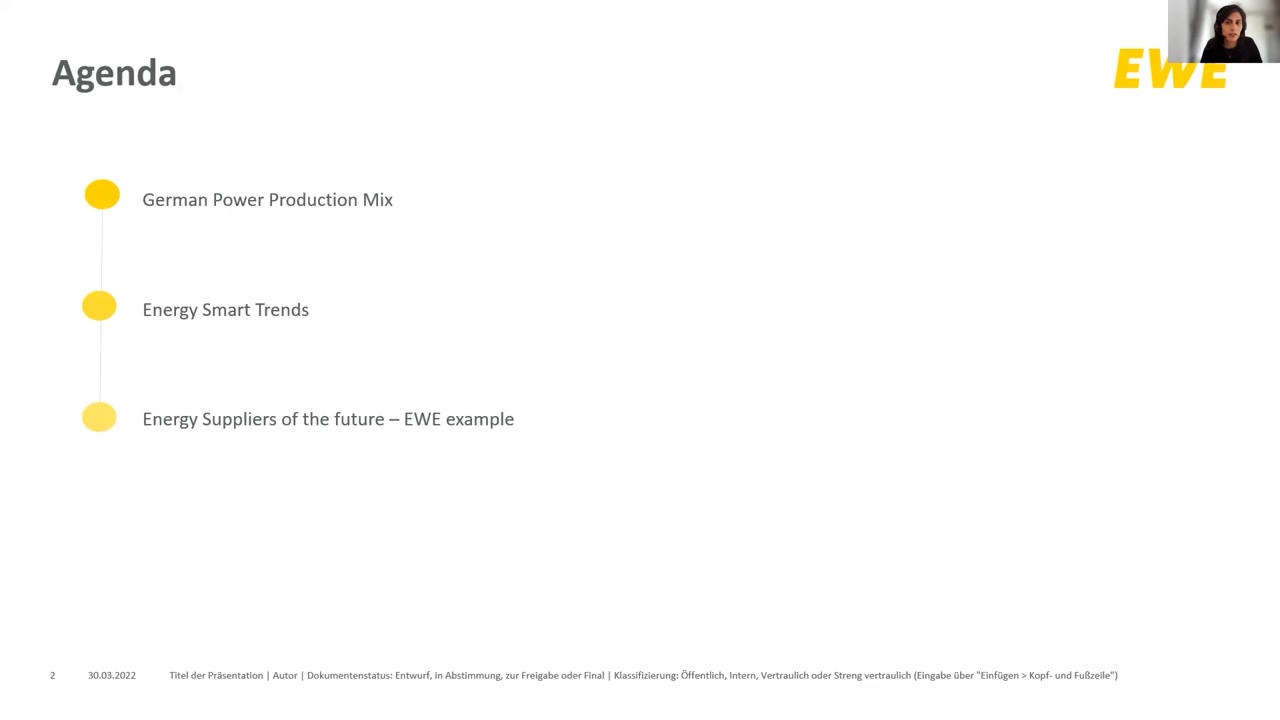 Agenda
EWE
German Power Production Mix
Energy Smart Trends
Energy Suppliers of the future – EWE example
2 30.03.2022 Titel der Präsentation | Autor | Dokumentenstatus: Entwurf, in Abstimmung, zur Freigabe oder Final | Klassifizierung: Öffentlich, Intern, Vertraulich oder Streng vertraulich (Eingabe über "Einfügen > Kopf- und Fußzeile")